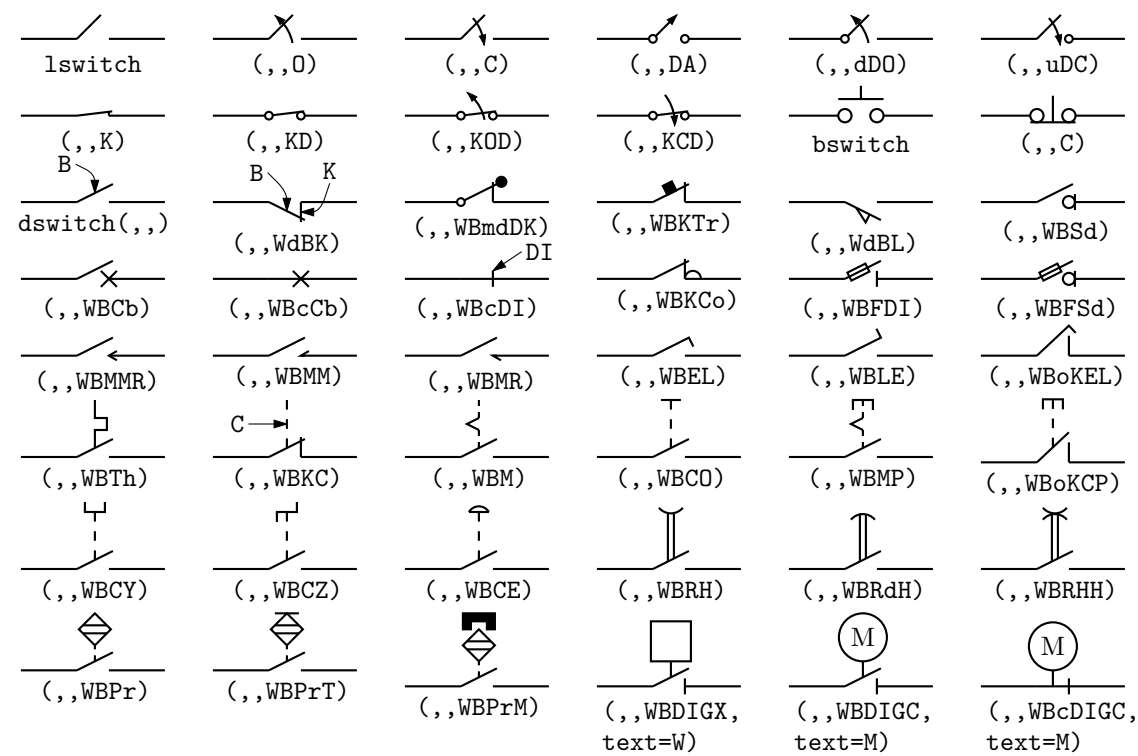 lswitch (,,O) (,,C) (,,DA) (,,dDO) (,,uDC)
(,,K) (,,KD) (,,KOD) (,,KCD) bswitch (,,C)
B B K
dswitch(,,) (,,WdBK) (,,WBmdDK) (,,WBKTr) (,,WdBL) (,,WBSd)
DI
(,,WBCb) (,,WBcCb) (,,WBcDI) (,,WBKCo) (,,WBFDI) (,,WBFSd)
(,,WBMMR) (,,WBMM) (,,WBMR) (,,WBEL) (,,WBLE) (,,WBoKEL)
C
(,,WBTh) (,,WBKC) (,,WBM) (,,WBCO) (,,WBMP) (,,WBoKCP)
(,,WBCY) (,,WBCZ) (,,WBCE) (,,WBRH) (,,WBRdH) (,,WBRHH)
M M
(,,WBPr) (,,WBPrT) (,,WBPrM) (,,WBDIGX, (,,WBDIGC, (,,WBcDIGC,
text=W) text=M) text=M)